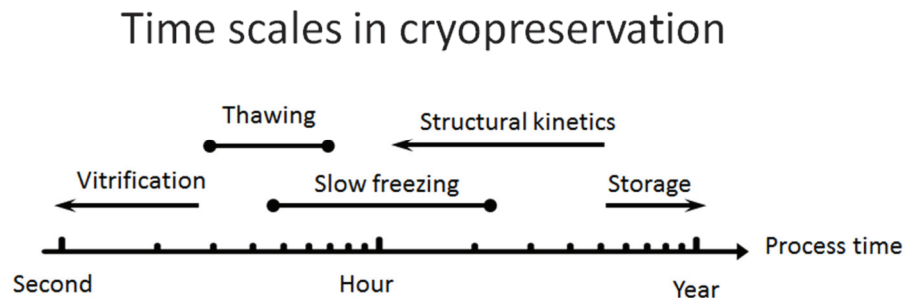 Time scales in cryopreservation
Thawing
Structural kinetics
Vitrification
Slow freezing
Storage
Process time
Second
Hour
Year